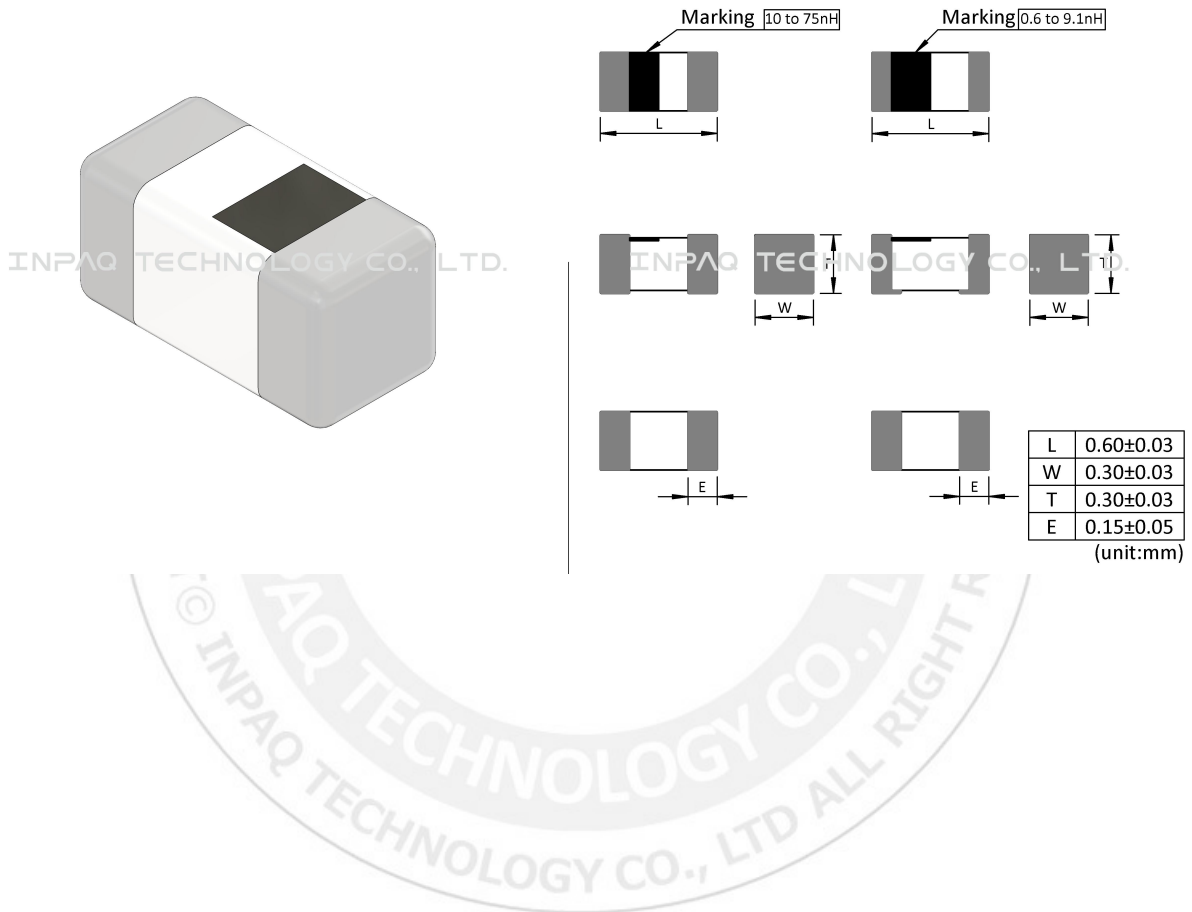 Marking 10 to 75nH
Marking 0.6 to 9.1nH
L
L
INPAQ TECHNOLOGY CO., LTD.
INPAQ TECHNOLOGY CO., LTD.
T
T
W
W
E
E
L 0.60±0.03
W 0.30±0.03
T 0.30±0.03
E 0.15±0.05
(unit:mm)
PAQ TECHNOLOGY CO., L
© INPAQ TECHNOLOGY CO., LTD ALL RIGHT R